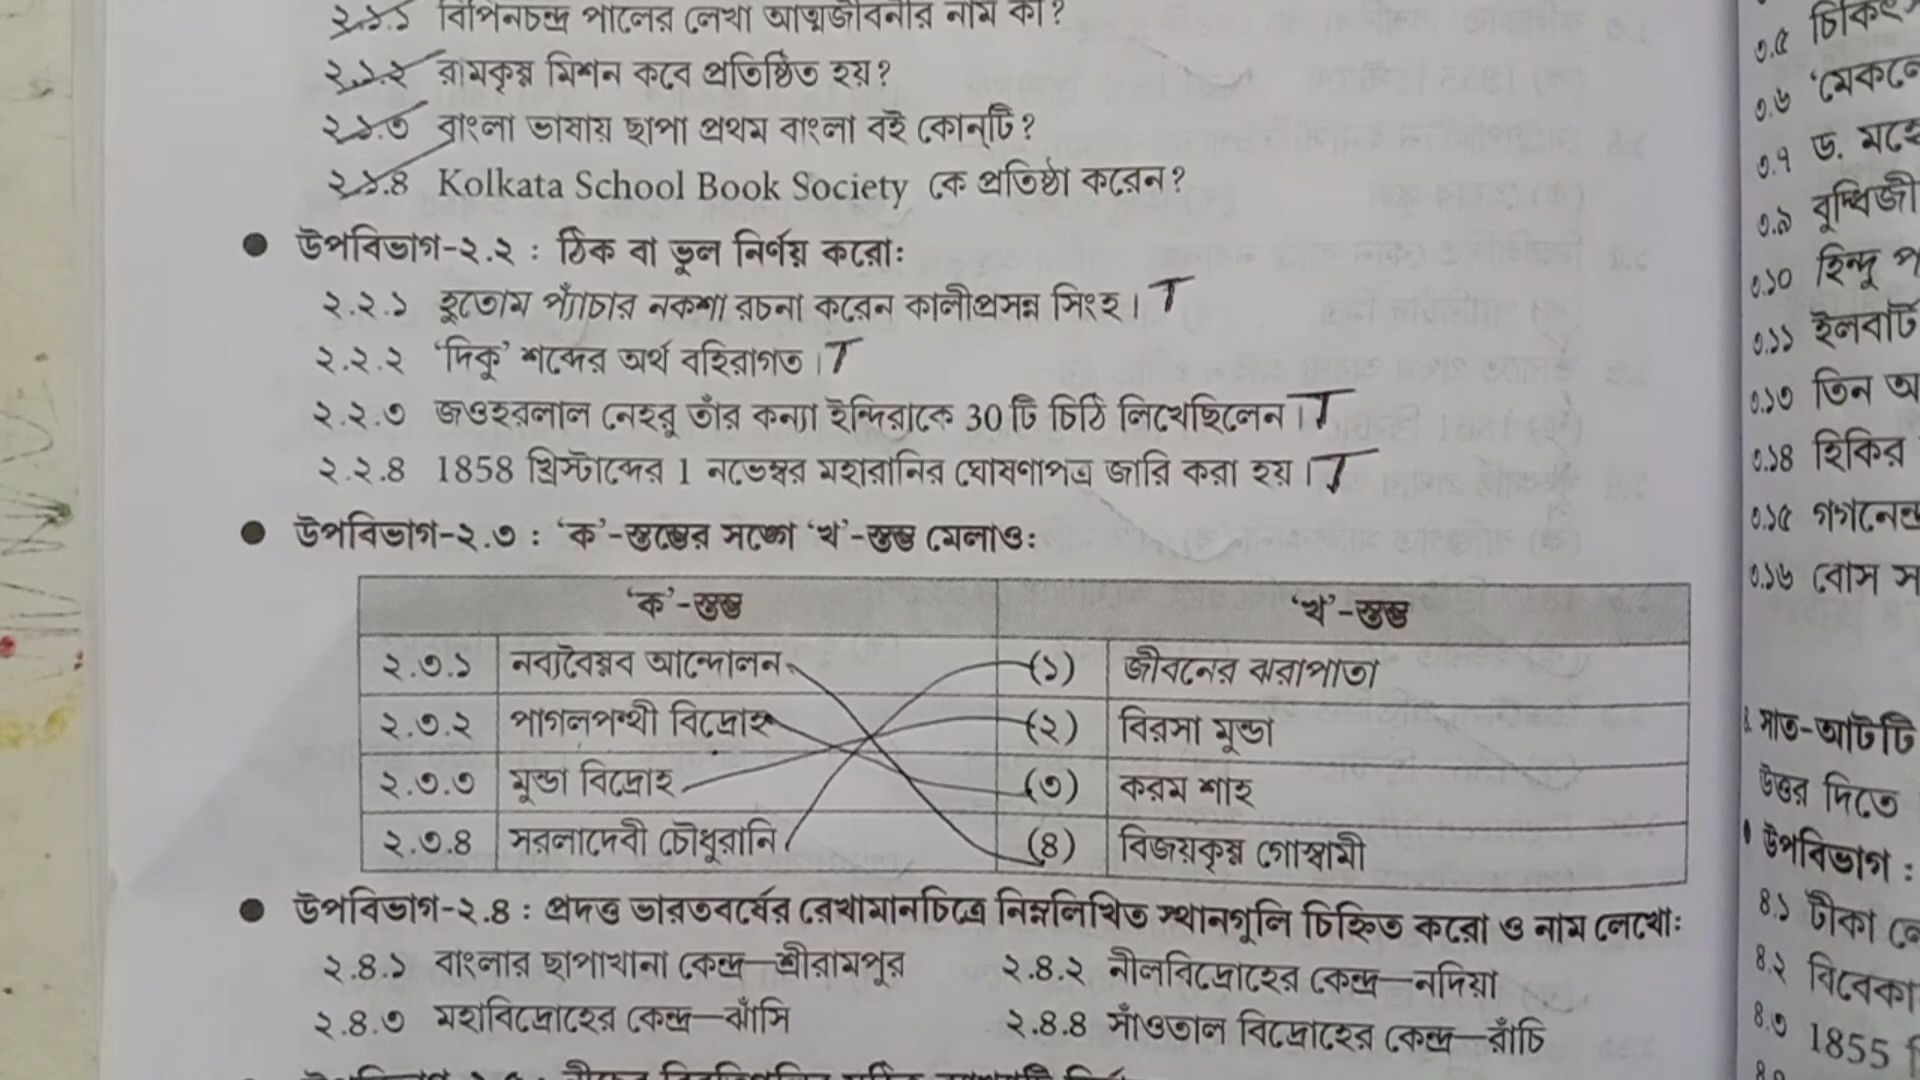 ২.১.১ বিপিনচন্দ্র পালের লেখা আত্মজীবনীর নাম কী?
২.১.২ রামকৃষ্ণ মিশন কবে প্রতিষ্ঠিত হয়?
২.১.৩ বাংলা ভাষায় ছাপা প্রথম বাংলা বই কোন্‌টি?
২.১.৪ Kolkata School Book Society কে প্রতিষ্ঠা করেন?
● উপবিভাগ-২.২ : ঠিক বা ভুল নির্ণয় করো:
২.২.১ হুতোম প্যাঁচার নকশা রচনা করেন কালীপ্রসন্ন সিংহ। T
২.২.২ ‘দিকু’ শব্দের অর্থ বহিরাগত। T
২.২.৩ জওহরলাল নেহরু তাঁর কন্যা ইন্দিরাকে 30 টি চিঠি লিখেছিলেন। T
২.২.৪ 1858 খ্রিস্টাব্দের 1 নভেম্বর মহারানির ঘোষণাপত্র জারি করা হয়। T
● উপবিভাগ-২.৩ : ‘ক’-স্তম্ভের সঙ্গে ‘খ’-স্তম্ভ মেলাও:
‘ক’-স্তম্ভ ‘খ’-স্তম্ভ
২.৩.১ নব্যবৈষ্ণব আন্দোলন (১) জীবনের ঝরাপাতা
২.৩.২ পাগলপন্থী বিদ্রোহ (২) বিরসা মুন্ডা
২.৩.৩ মুন্ডা বিদ্রোহ (৩) করম শাহ
২.৩.৪ সরলাদেবী চৌধুরানি (৪) বিজয়কৃষ্ণ গোস্বামী
● উপবিভাগ-২.৪ : প্রদত্ত ভারতবর্ষের রেখামানচিত্রে নিম্নলিখিত স্থানগুলি চিহ্নিত করো ও নাম লেখো:
২.৪.১ বাংলার ছাপাখানা কেন্দ্র—শ্রীরামপুর ২.৪.২ নীলবিদ্রোহের কেন্দ্র—নদিয়া
২.৪.৩ মহাবিদ্রোহের কেন্দ্র—ঝাঁসি ২.৪.৪ সাঁওতাল বিদ্রোহের কেন্দ্র—রাঁচি
৩.৫
৩.৬
৩.৭ ড.
৩.৯
৩.১০ হিন্দু
৩.১১ ইলবার্ট
৩.১৩ তিন
৩.১৪ হিকির
৩.১৫
৩.১৬ বোস
সাত-আটটি
উত্তর দিতে
উপবিভাগ :
৪.১ টীকা
৪.২
৪.৩ 1855